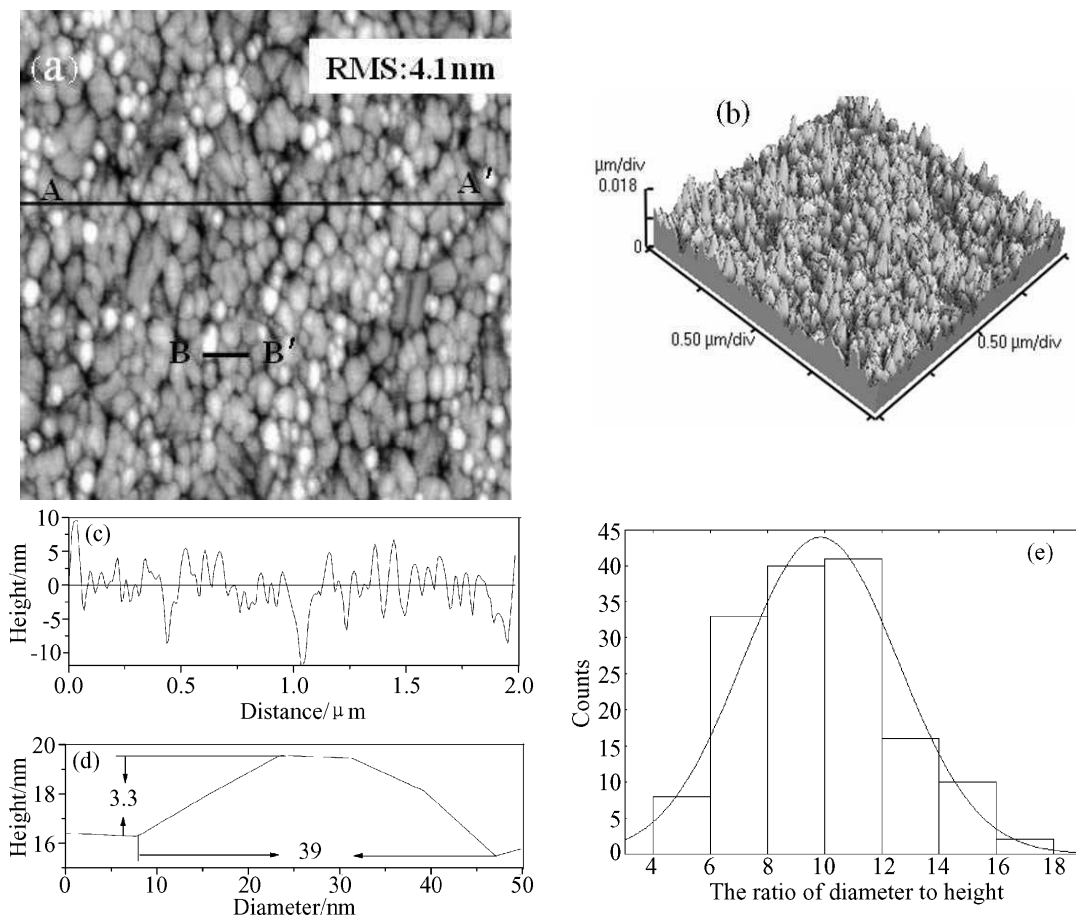 (a)
RMS:4.1nm
A
A'
B
B'
(b)
μm/div
0.018
0
0.50 μm/div
0.50 μm/div
(c)
10
5
0
-5
-10
Height/nm
0.0
0.5
1.0
1.5
2.0
Distance/μm
(d)
20
18
16
Height/nm
3.3
39
0
10
20
30
40
50
Diameter/nm
(e)
45
40
35
30
25
20
15
10
5
0
Counts
4
6
8
10
12
14
16
18
The ratio of diameter to height